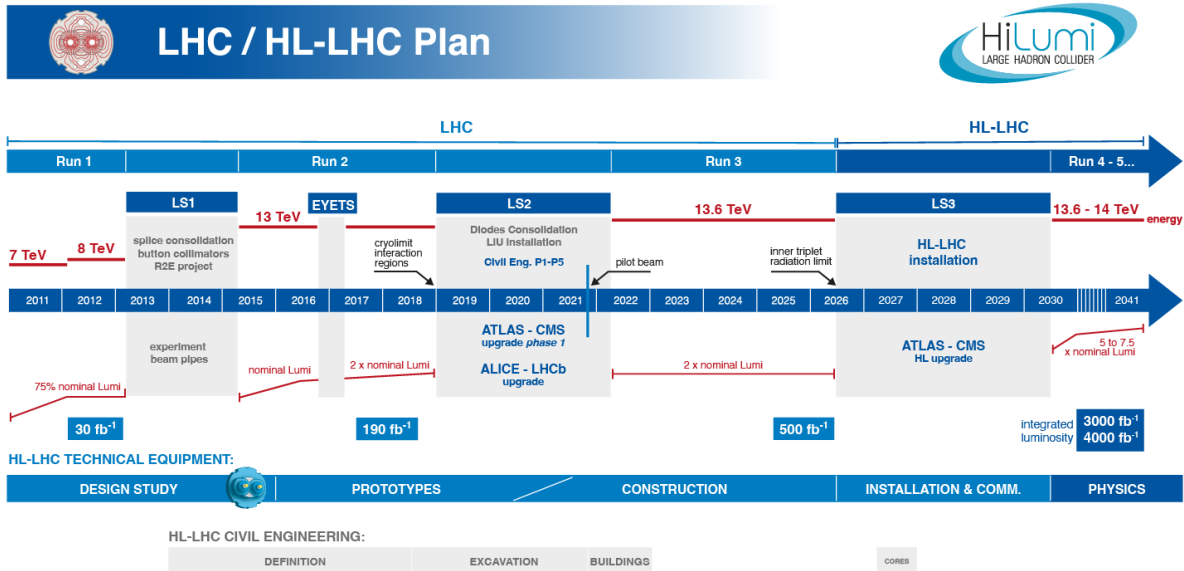 LHC / HL-LHC Plan
HiLumi
LARGE HADRON COLLIDER
LHC
HL-LHC
Run 1
Run 2
Run 3
Run 4 - 5...
LS1
EYETS
LS2
LS3
13 TeV
13.6 TeV
13.6 - 14 TeV
energy
7 TeV
8 TeV
splice consolidation
button collimators
R2E project
cryolimit
interaction
regions
Diodes Consolidation
LIU Installation
Civil Eng. P1-P5
pilot beam
inner triplet
radiation limit
HL-LHC
installation
2011 2012 2013 2014 2015 2016 2017 2018 2019 2020 2021 2022 2023 2024 2025 2026 2027 2028 2029 2030 2041
experiment
beam pipes
ATLAS - CMS
upgrade phase 1
ALICE - LHCb
upgrade
ATLAS - CMS
HL upgrade
5 to 7.5
x nominal Lumi
75% nominal Lumi
nominal Lumi
2 x nominal Lumi
2 x nominal Lumi
30 fb⁻¹
190 fb⁻¹
500 fb⁻¹
integrated
luminosity
3000 fb⁻¹
4000 fb⁻¹
HL-LHC TECHNICAL EQUIPMENT:
DESIGN STUDY
PROTOTYPES
CONSTRUCTION
INSTALLATION & COMM.
PHYSICS
HL-LHC CIVIL ENGINEERING:
DEFINITION
EXCAVATION
BUILDINGS
CORES